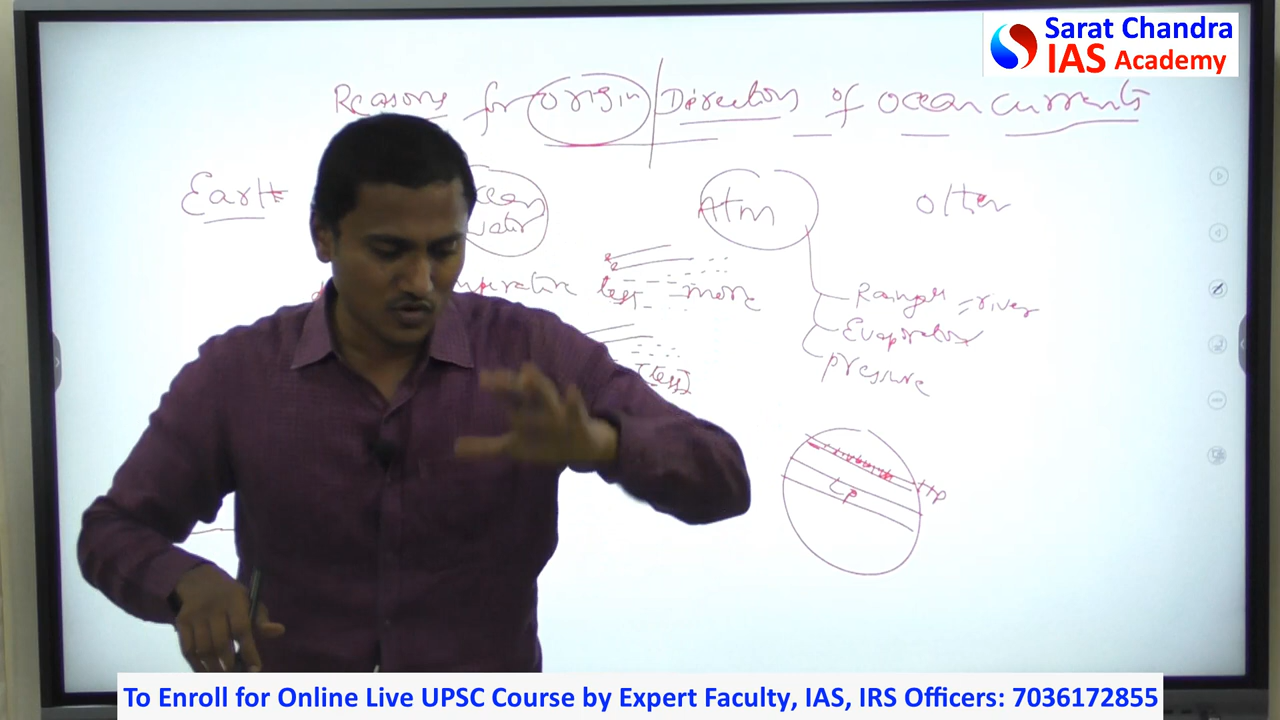 Sarat Chandra
IAS Academy
Reasons for origin Direction of ocean currents
Earth
water
Atm
other
less more
Rainfall = river
Evaporation
pressure
(less)
Lp
Hp
To Enroll for Online Live UPSC Course by Expert Faculty, IAS, IRS Officers: 7036172855